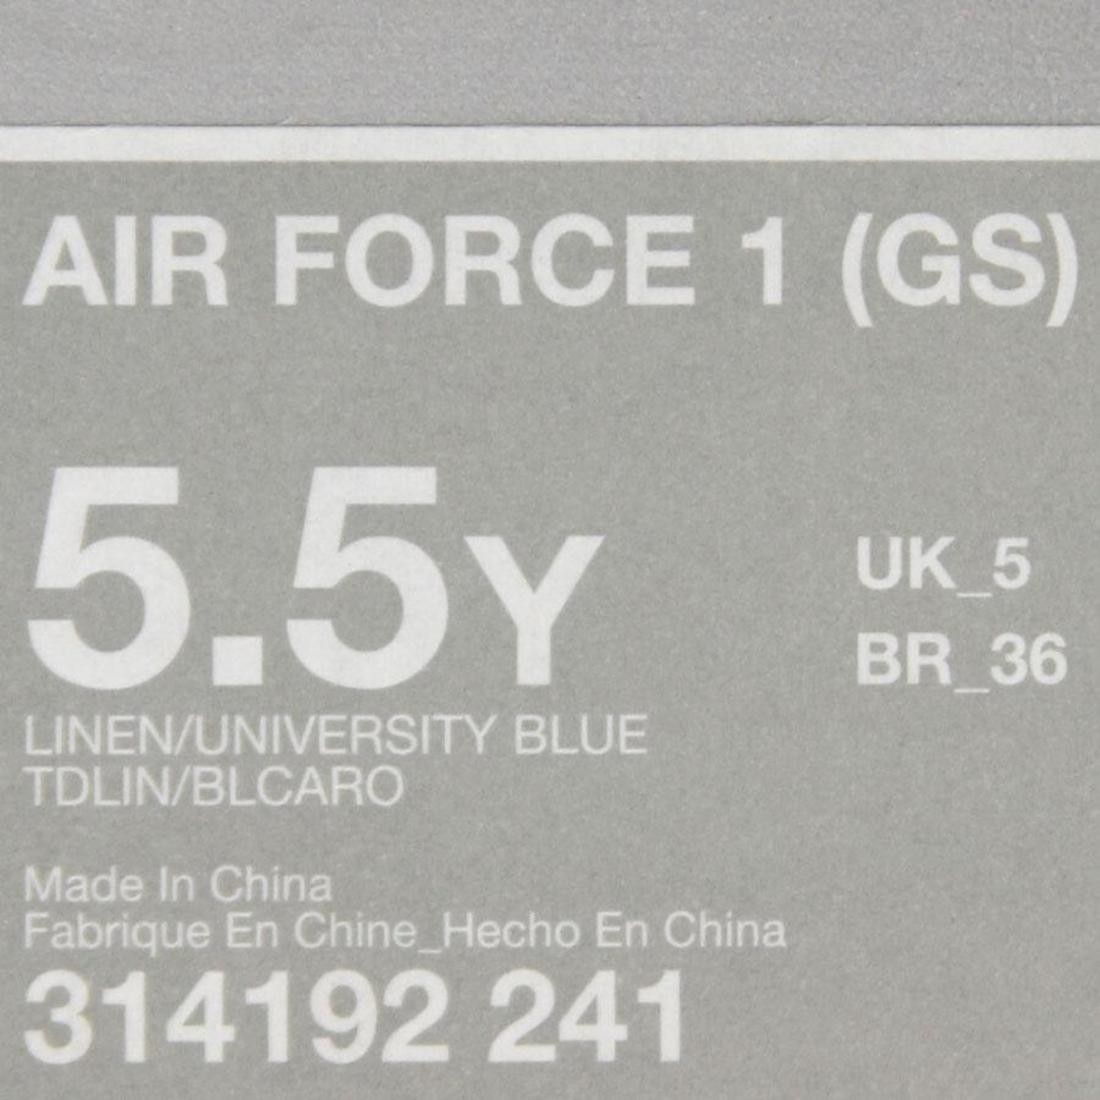 AIR FORCE 1 (GS)
5.5Y
UK_5
BR_36
LINEN/UNIVERSITY BLUE
TDLIN/BLCARO
Made In China
Fabrique En Chine_Hecho En China
314192 241